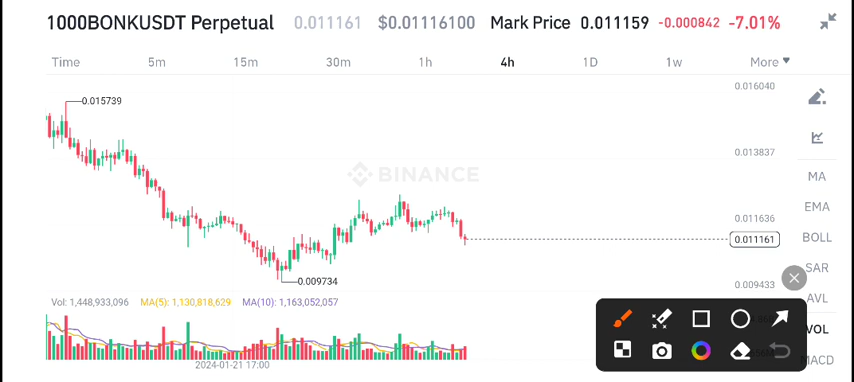 1000BONKUSDT Perpetual 0.011161 $0.01116100 Mark Price 0.011159 -0.000842 -7.01%
Time 5m 15m 30m 1h 4h 1D 1w More
0.016040
0.015739
0.013837
BINANCE
MA
EMA
0.011636
0.011161
BOLL
SAR
0.009734
0.009433
AVL
Vol: 1,448,933,096 MA(5): 1,130,818,629 MA(10): 1,163,052,057
VOL
MACD
2024-01-21 17:00